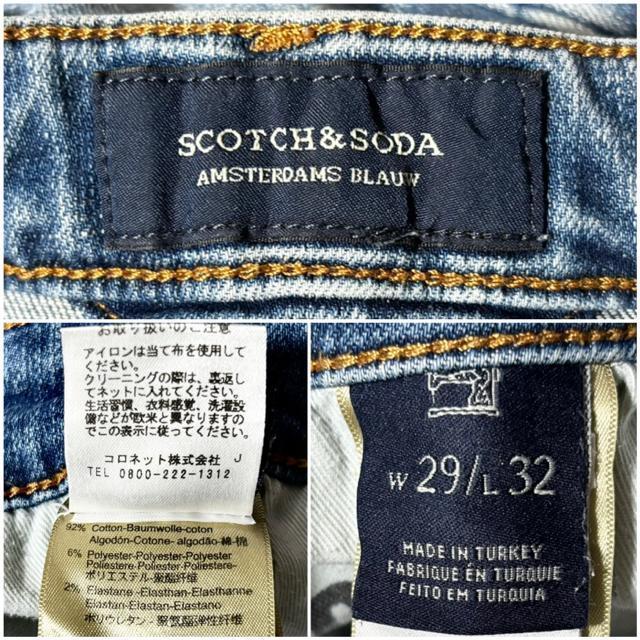 SCOTCH&SODA
AMSTERDAMS BLAUW
お取り扱いのご注意
アイロンは当て布を使用して
ください。
クリーニングの際は、裏返し
てネットに入れてください。
生活習慣、衣料感覚、洗濯設
備などが欧米と異なりますの
でこの表示に従ってください。
コロネット株式会社 J
TEL 0800-222-1312
92% Cotton-Baumwolle-coton
Algodón-Cotone- algodão-綿-棉
6% Polyester-Polyester-Polyester
Poliestere-Poliestere-Poliestere-
ポリエステル-聚酯纤维
2% Elastane -Elasthan-Elasthanne
Elastan-Elastan-Elastano
ポリウレタン - 聚氨酯弹性纤维
W 29/L 32
MADE IN TURKEY
FABRIQUE EN TURQUIE
FEITO EM TURQUIA